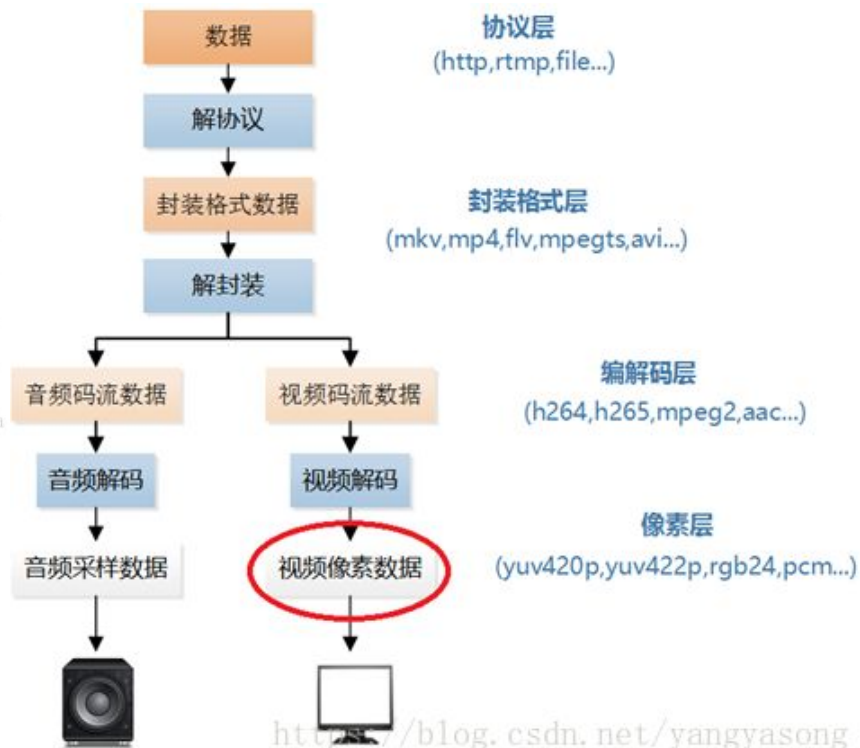 数据
协议层
(http,rtmp,file...)
解协议
封装格式数据
封装格式层
(mkv,mp4,flv,mpegts,avi...)
解封装
音频码流数据
视频码流数据
编解码层
(h264,h265,mpeg2,aac...)
音频解码
视频解码
像素层
音频采样数据
视频像素数据
(yuv420p,yuv422p,rgb24,pcm...)
https://blog.csdn.net/yangyasong